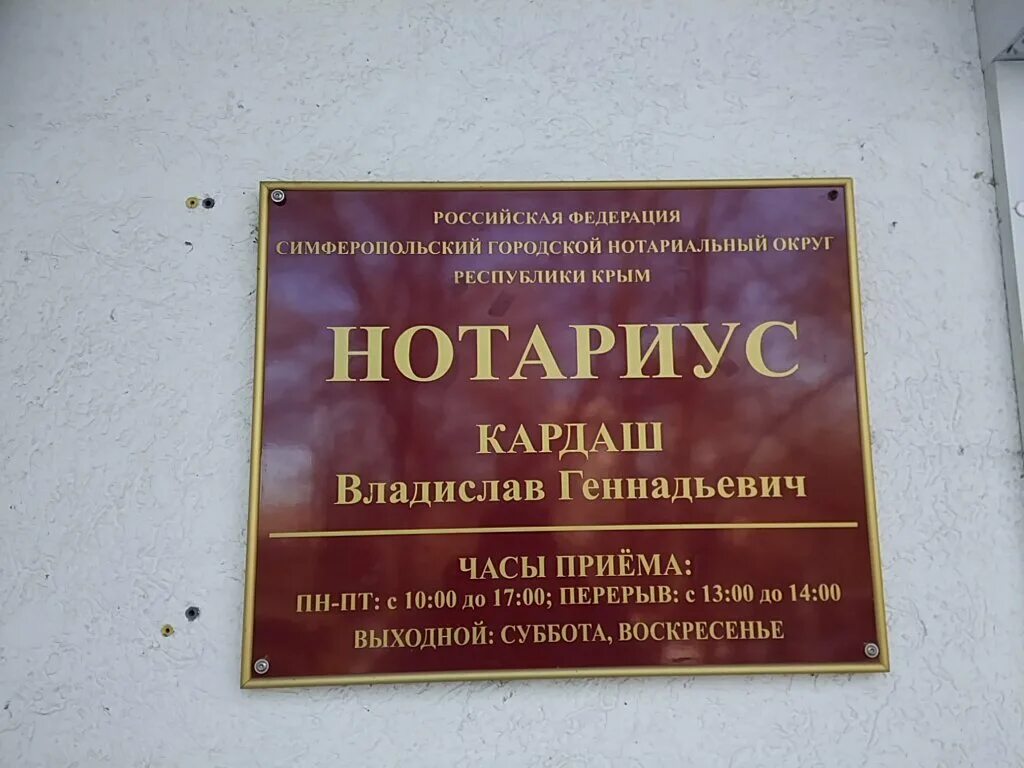 РОССИЙСКАЯ ФЕДЕРАЦИЯ
СИМФЕРОПОЛЬСКИЙ ГОРОДСКОЙ НОТАРИАЛЬНЫЙ ОКРУГ
РЕСПУБЛИКИ КРЫМ
НОТАРИУС
КАРДАШ
Владислав Геннадьевич
ЧАСЫ ПРИЁМА:
ПН-ПТ: с 10:00 до 17:00; ПЕРЕРЫВ: с 13:00 до 14:00
ВЫХОДНОЙ: СУББОТА, ВОСКРЕСЕНЬЕ